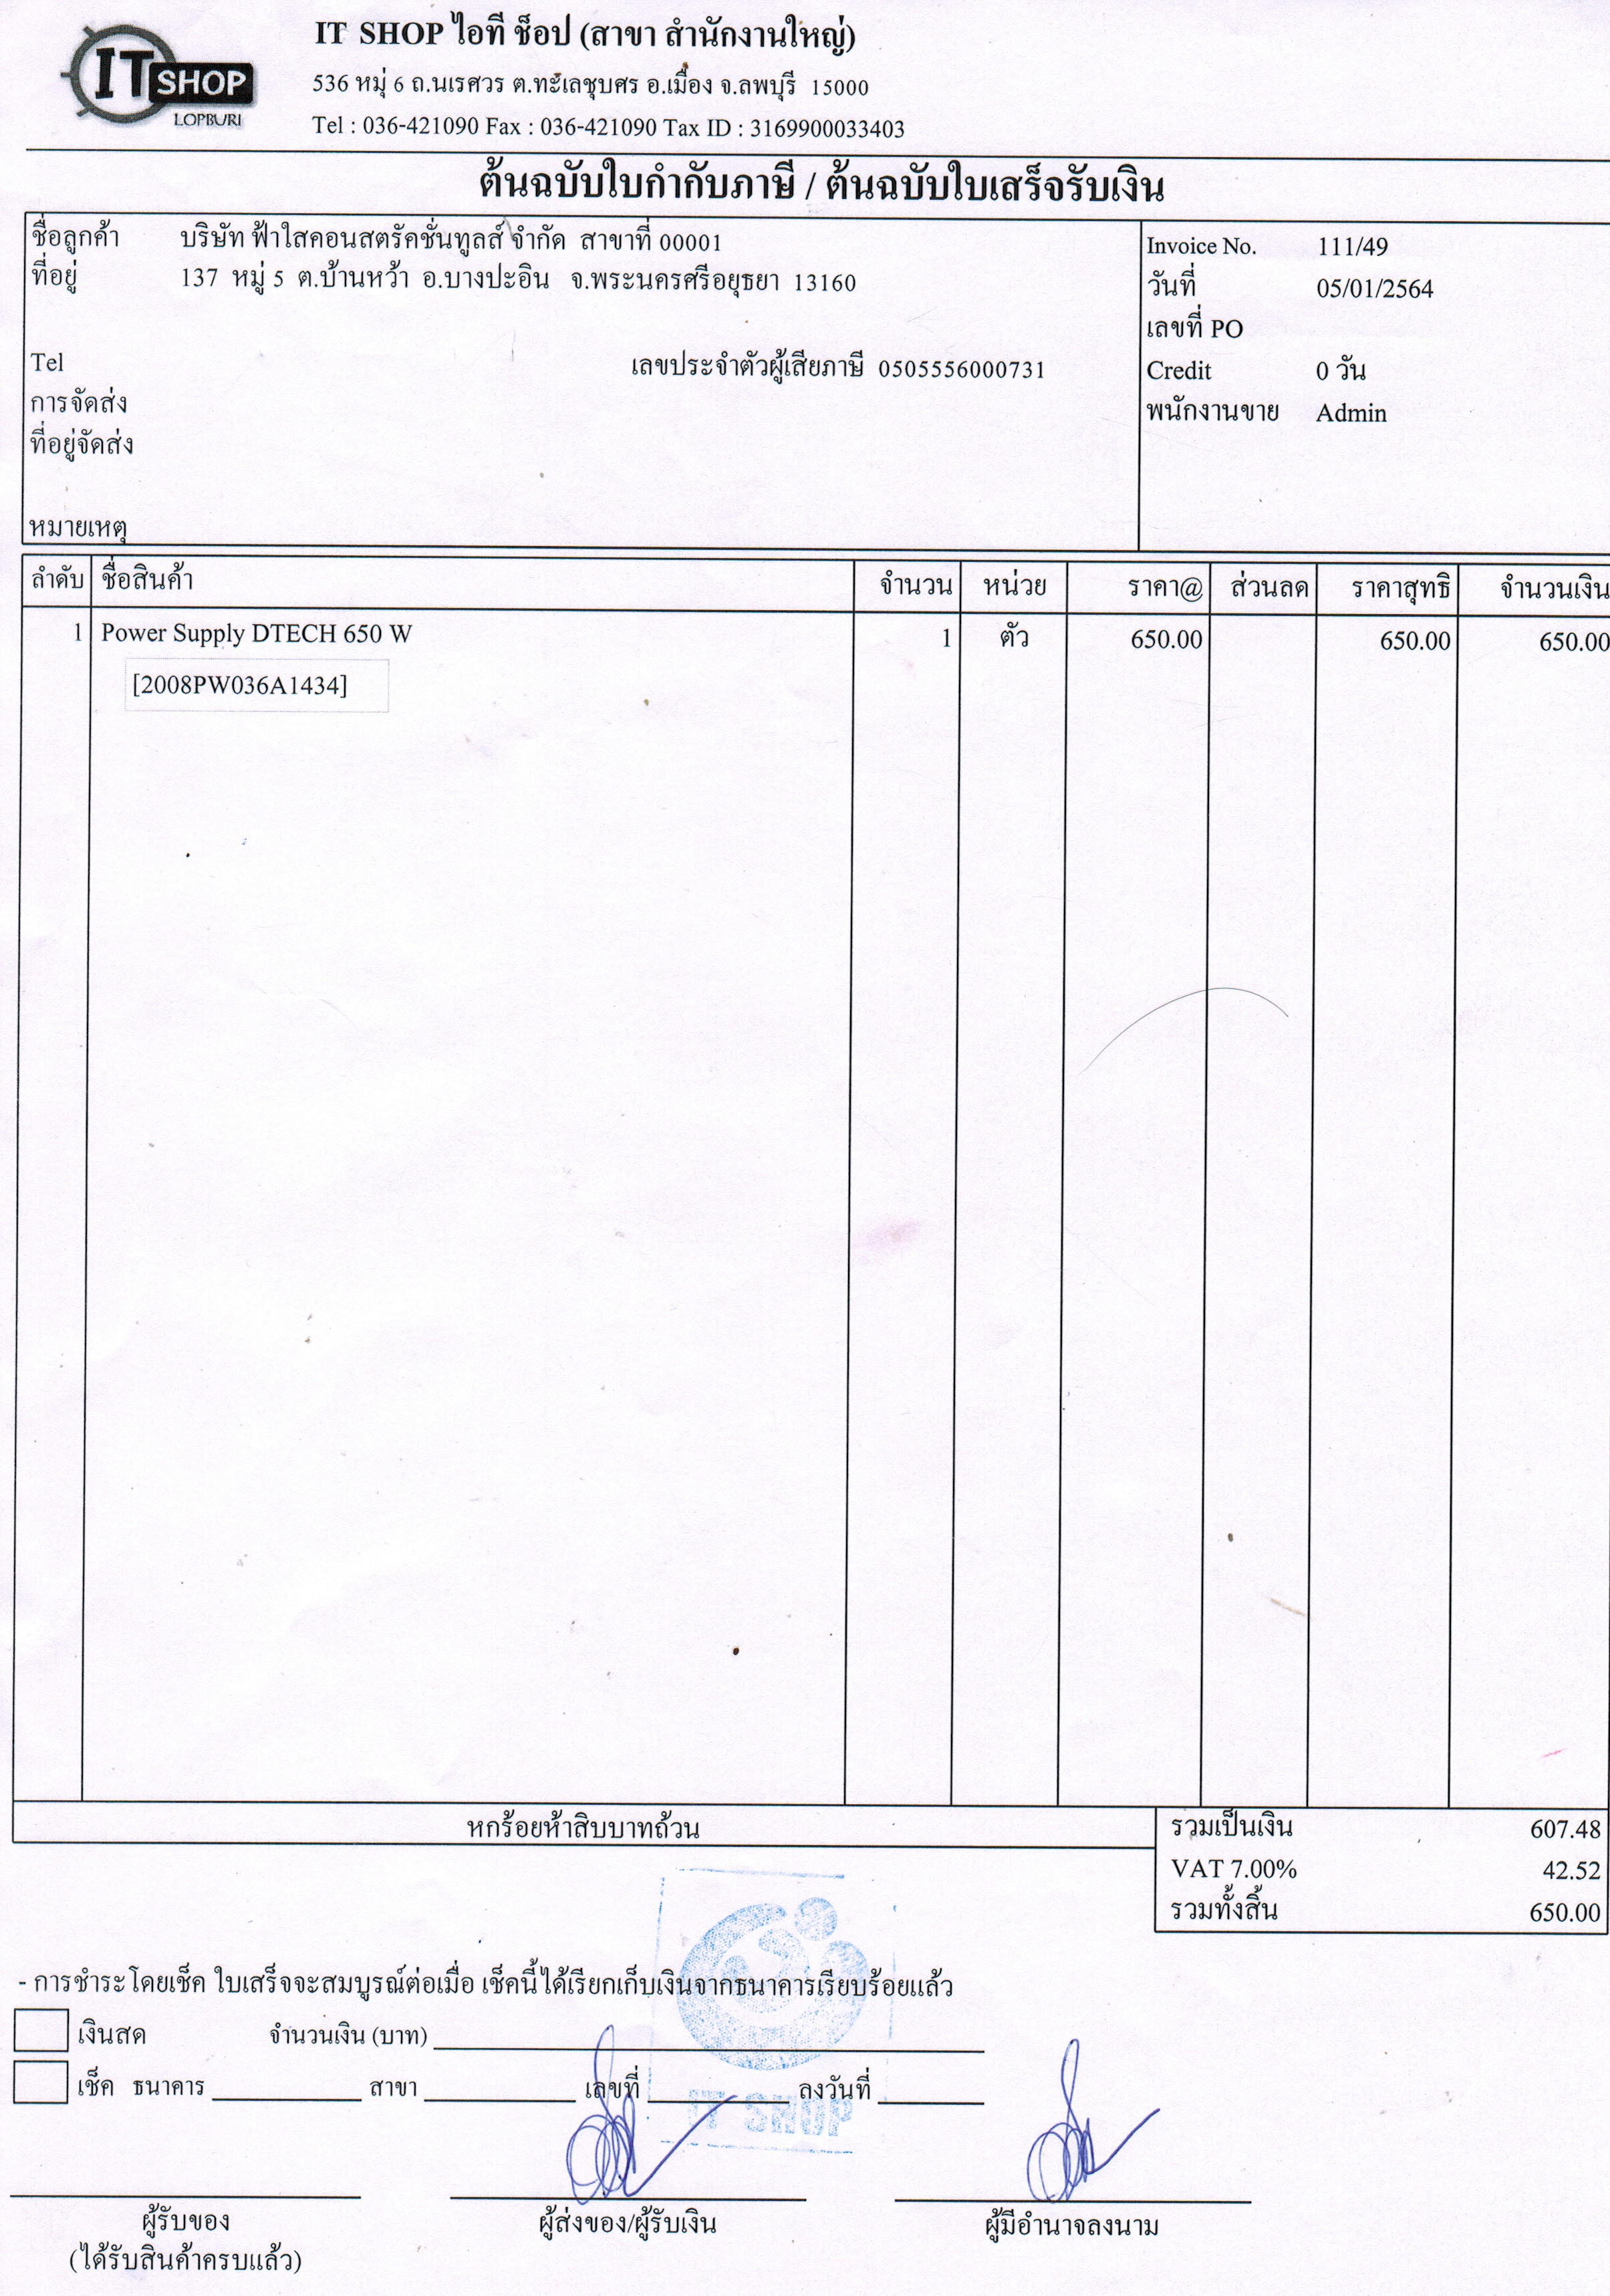 IT SHOP
LOPBURI
IT SHOP ไอที ช็อป (สาขา สำนักงานใหญ่)
536 หมู่ 6 ถ.นเรศวร ต.ทะเลชุบศร อ.เมือง จ.ลพบุรี 15000
Tel : 036-421090 Fax : 036-421090 Tax ID : 3169900033403
ต้นฉบับใบกำกับภาษี / ต้นฉบับใบเสร็จรับเงิน
ชื่อลูกค้า บริษัท ฟ้าใสคอนสตรัคชั่นทูลส์ จำกัด สาขาที่ 00001
ที่อยู่ 137 หมู่ 5 ต.บ้านหว้า อ.บางปะอิน จ.พระนครศรีอยุธยา 13160
Tel เลขประจำตัวผู้เสียภาษี 0505556000731
การจัดส่ง
ที่อยู่จัดส่ง
หมายเหตุ
Invoice No. 111/49
วันที่ 05/01/2564
เลขที่ PO
Credit 0 วัน
พนักงานขาย Admin
ลำดับ ชื่อสินค้า จำนวน หน่วย ราคา@ ส่วนลด ราคาสุทธิ จำนวนเงิน
1 Power Supply DTECH 650 W 1 ตัว 650.00 650.00 650.00
[2008PW036A1434]
หกร้อยห้าสิบบาทถ้วน
รวมเป็นเงิน 607.48
VAT 7.00% 42.52
รวมทั้งสิ้น 650.00
- การชำระโดยเช็ค ใบเสร็จจะสมบูรณ์ต่อเมื่อ เช็คนี้ได้เรียกเก็บเงินจากธนาคารเรียบร้อยแล้ว
เงินสด จำนวนเงิน (บาท)
เช็ค ธนาคาร สาขา เลขที่ ลงวันที่
IT SHOP
ผู้รับของ ผู้ส่งของ/ผู้รับเงิน ผู้มีอำนาจลงนาม
(ได้รับสินค้าครบแล้ว)